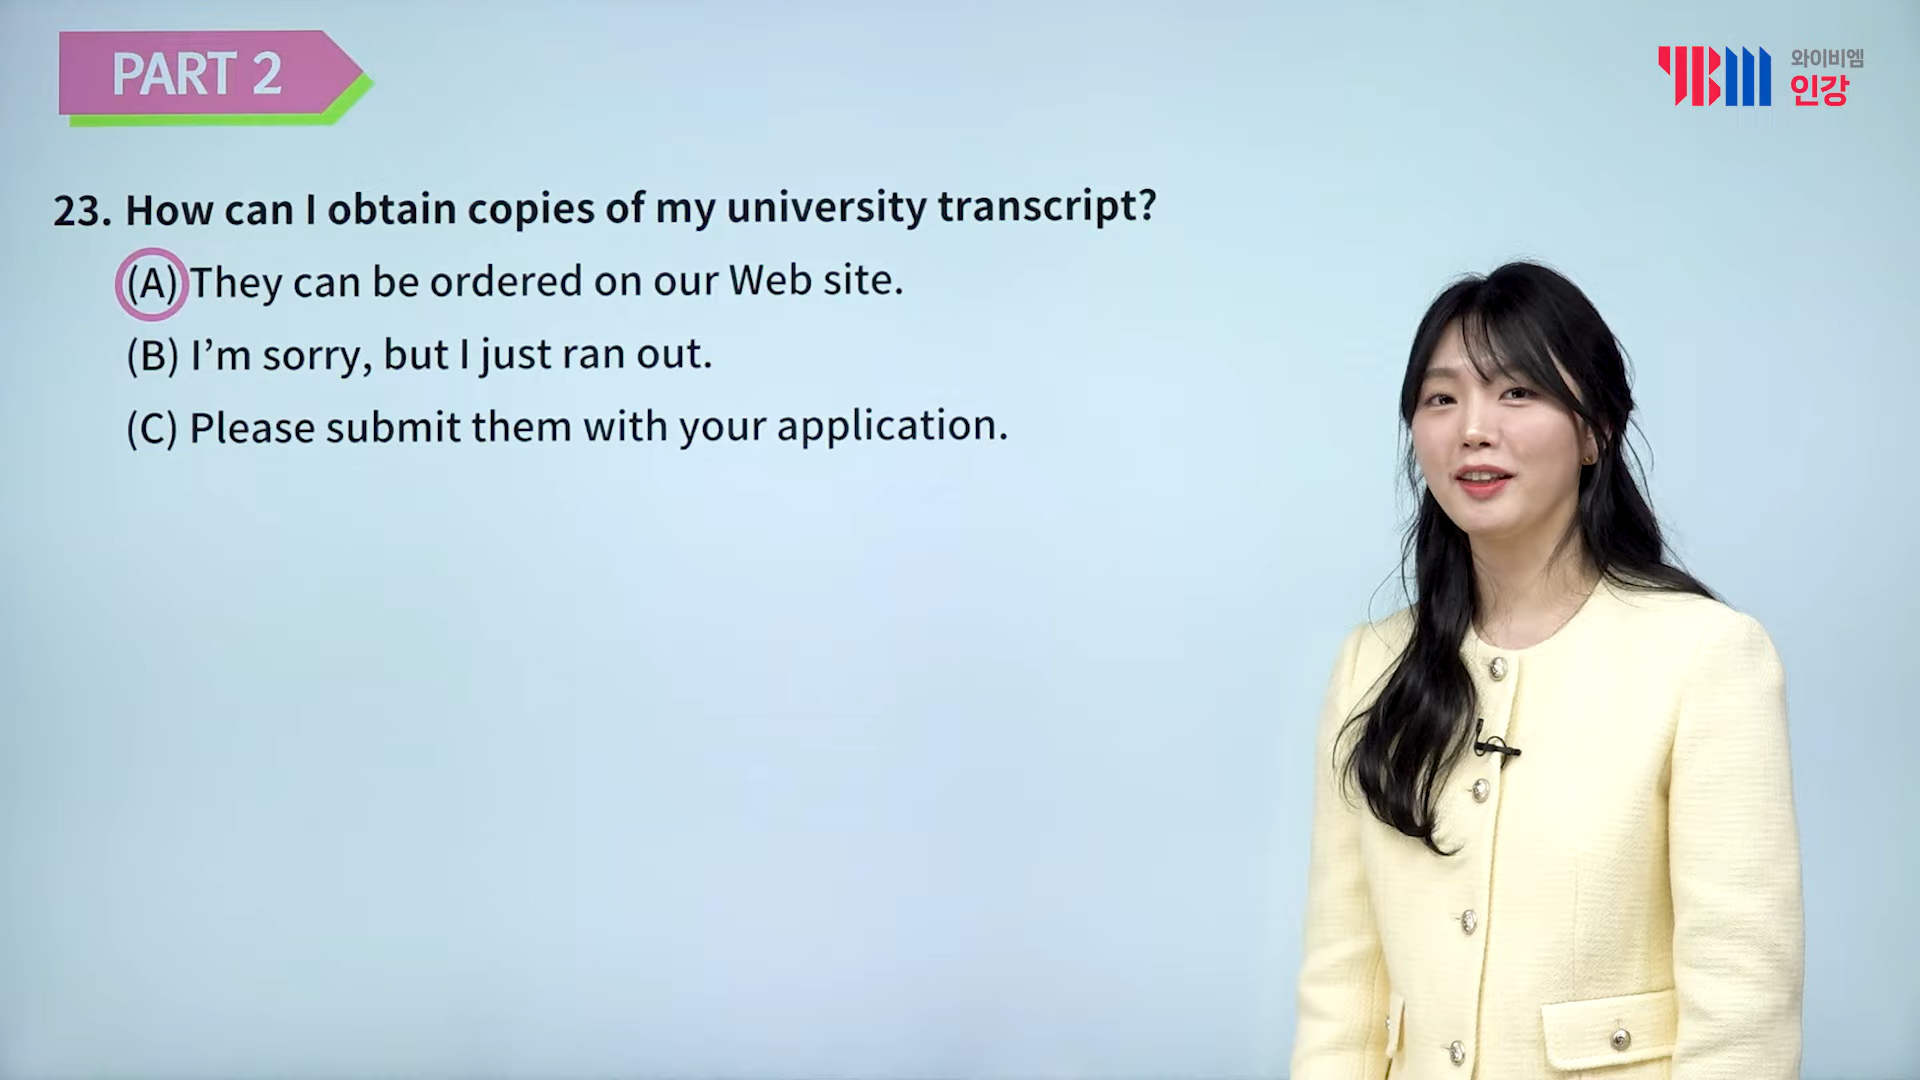 PART 2
YBM 와이비엠
인강
23. How can I obtain copies of my university transcript?
(A) They can be ordered on our Web site.
(B) I’m sorry, but I just ran out.
(C) Please submit them with your application.